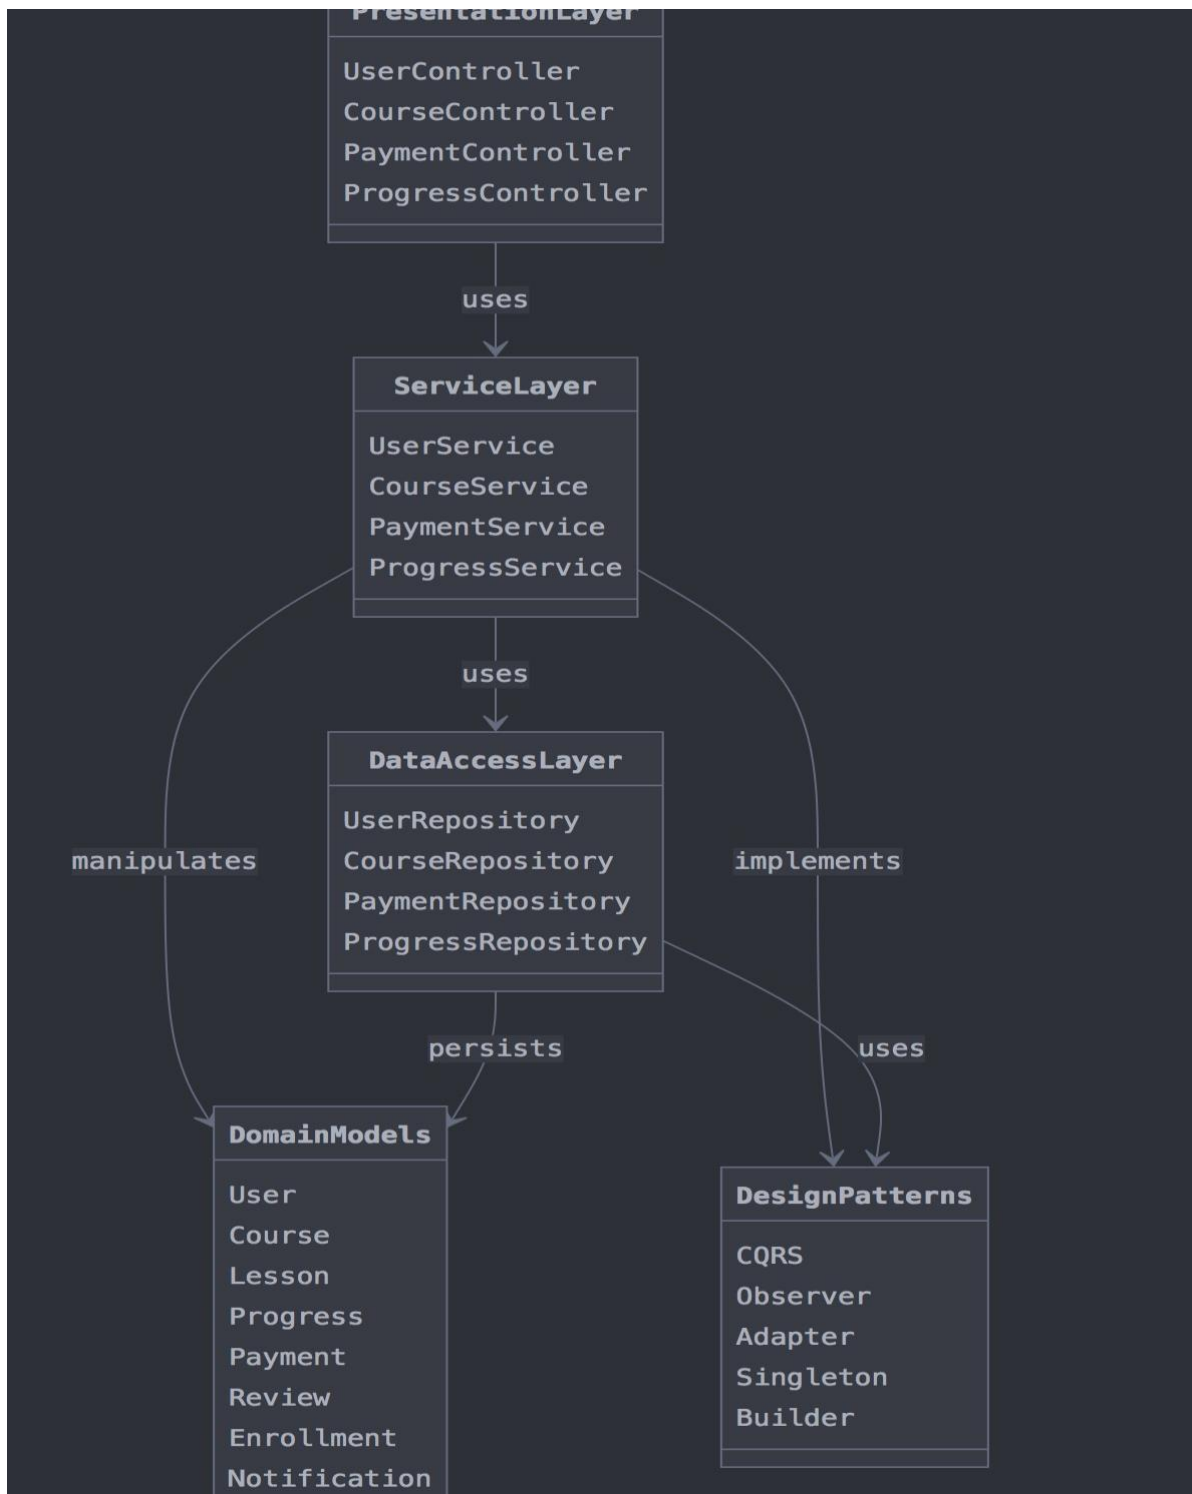 PresentationLayer
UserController
CourseController
PaymentController
ProgressController
uses
ServiceLayer
UserService
CourseService
PaymentService
ProgressService
uses
DataAccessLayer
UserRepository
CourseRepository
PaymentRepository
ProgressRepository
manipulates
implements
persists
uses
DomainModels
User
Course
Lesson
Progress
Payment
Review
Enrollment
Notification
DesignPatterns
CQRS
Observer
Adapter
Singleton
Builder